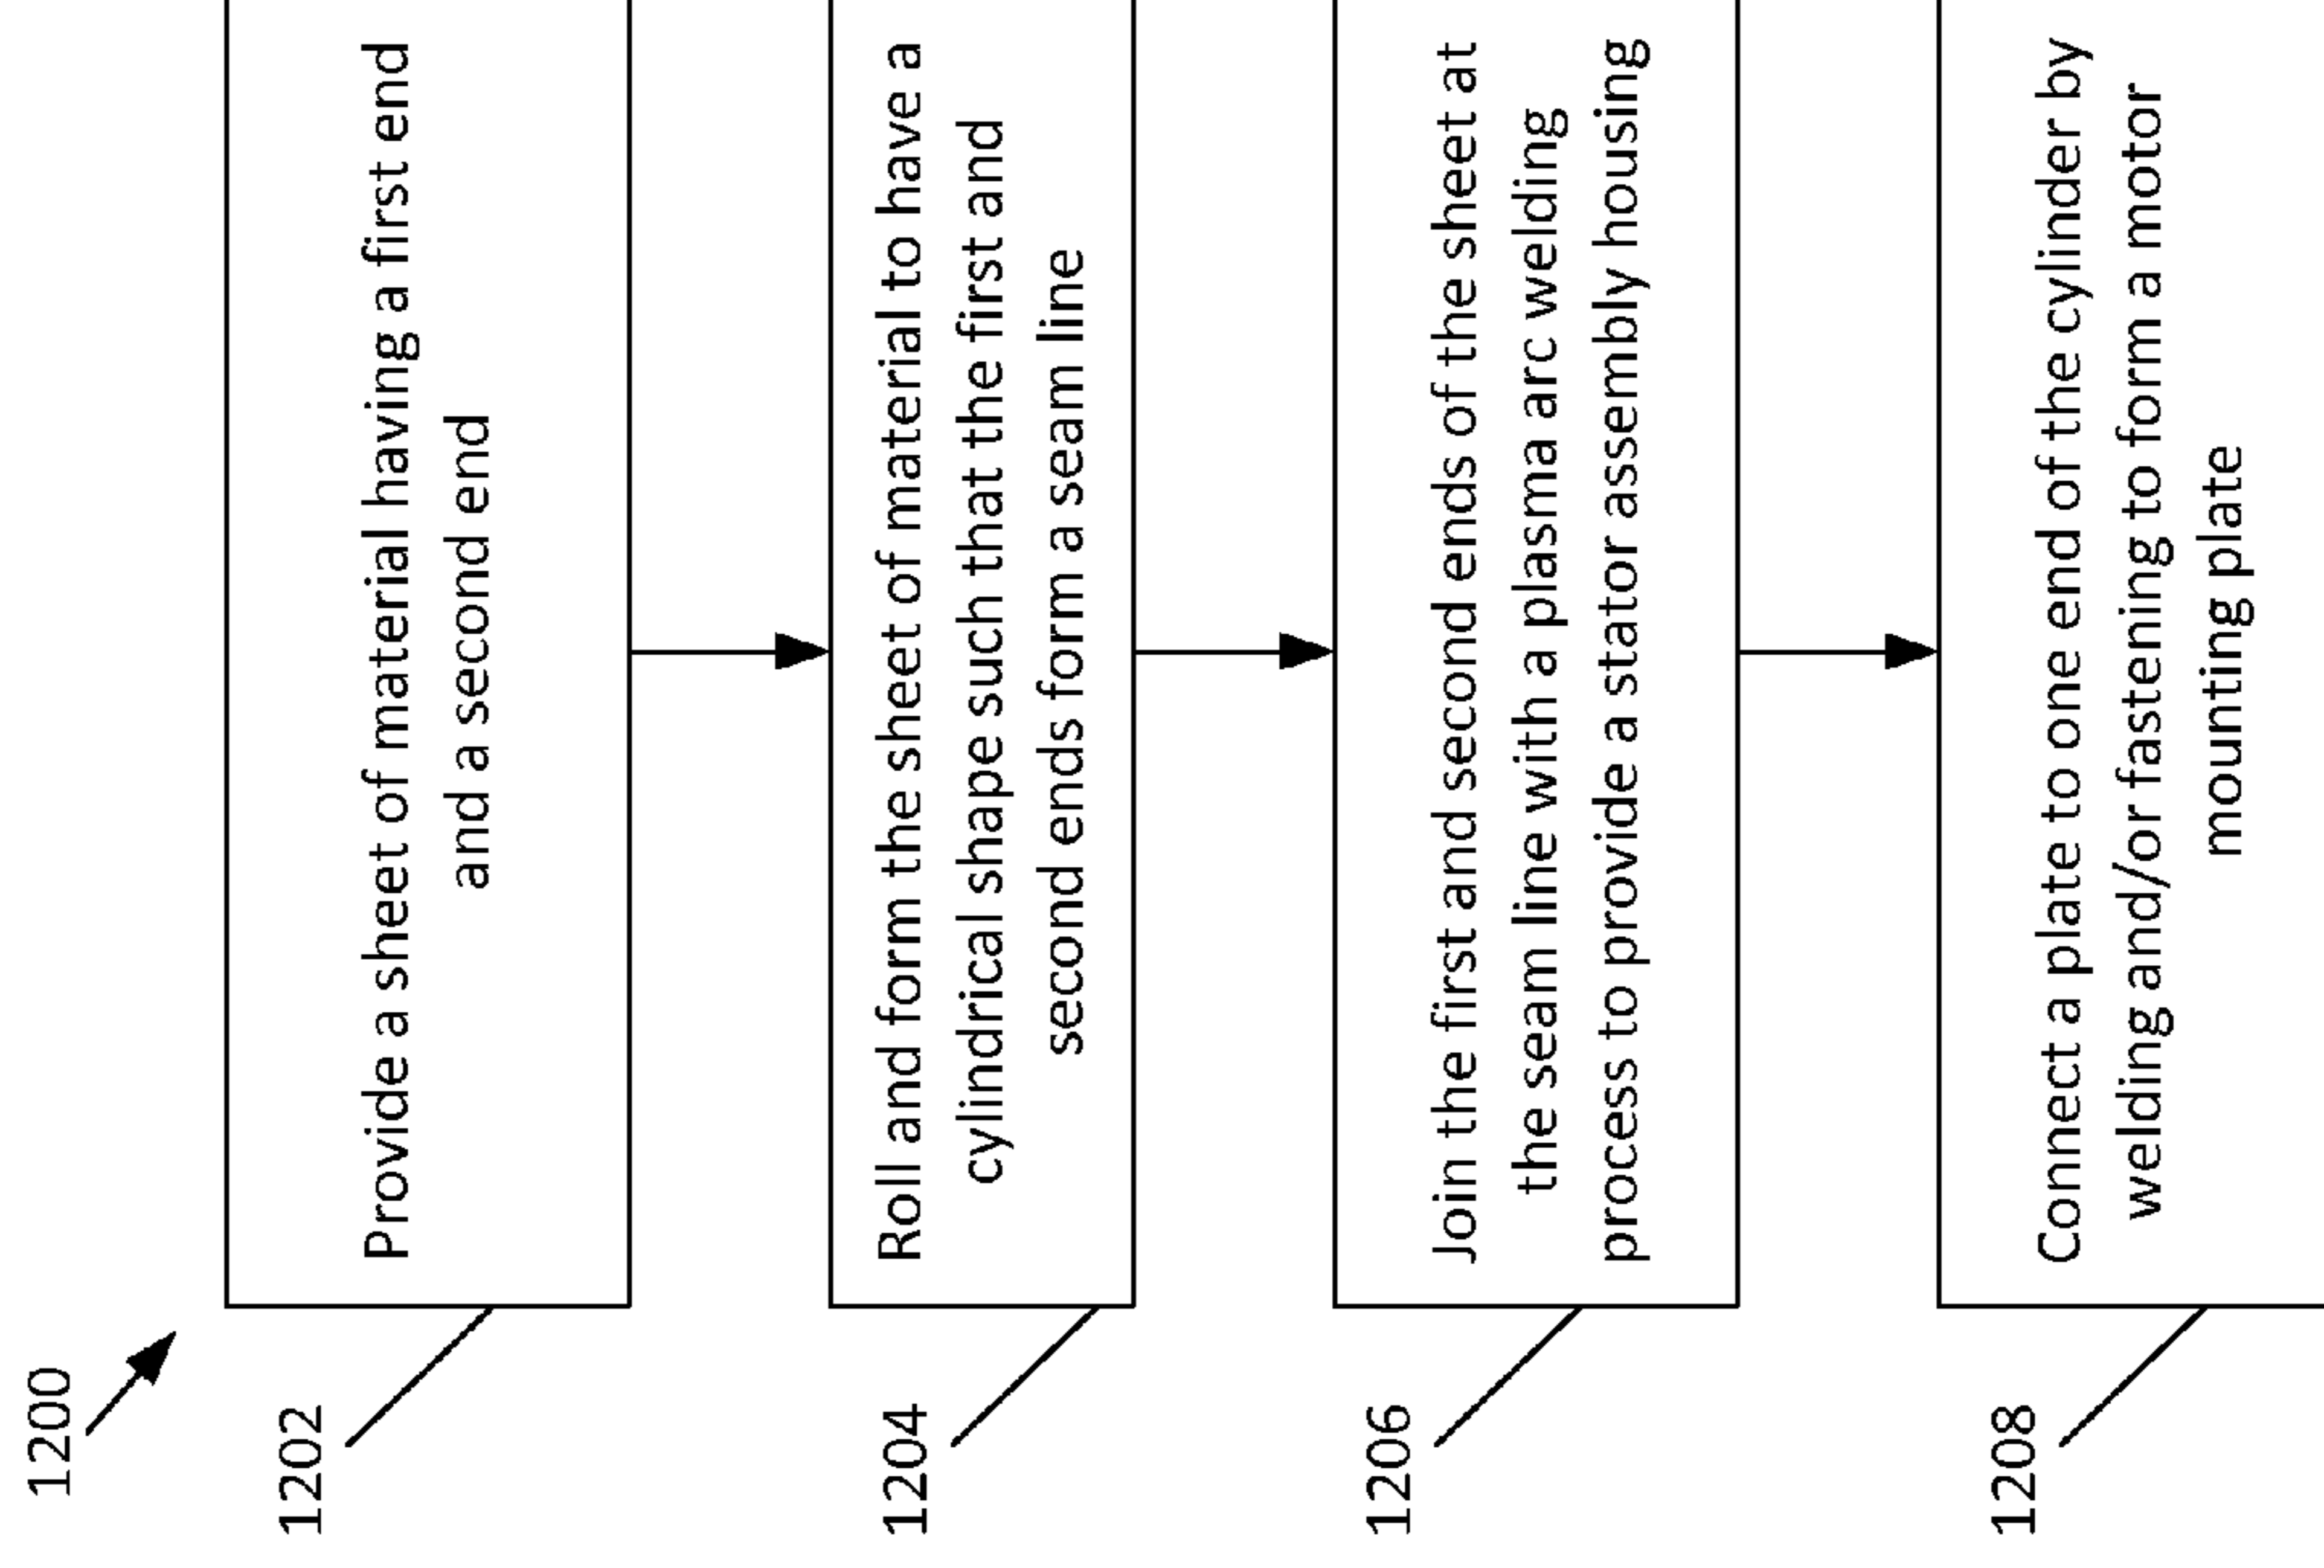 1200
1202
Provide a sheet of material having a first end
and a second end
1204
Roll and form the sheet of material to have a
cylindrical shape such that the first and
second ends form a seam line
1206
Join the first and second ends of the sheet at
the seam line with a plasma arc welding
process to provide a stator assembly housing
1208
Connect a plate to one end of the cylinder by
welding and/or fastening to form a motor
mounting plate